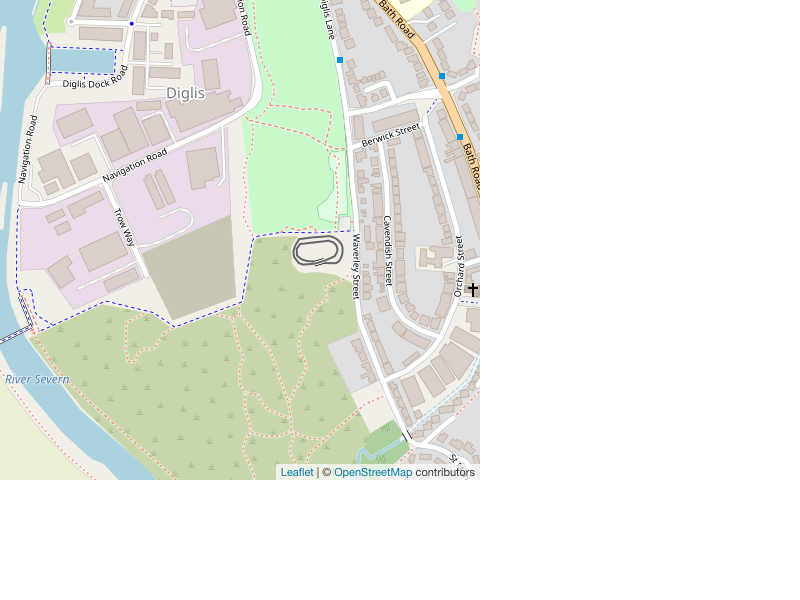 Bath Road
Diglis Lane
Diglis Dock Road
Diglis
Navigation Road
Berwick Street
Navigation Road
Bath Road
Trow Way
Cavendish Street
Waverley Street
Orchard Street
River Severn
Leaflet | © OpenStreetMap contributors